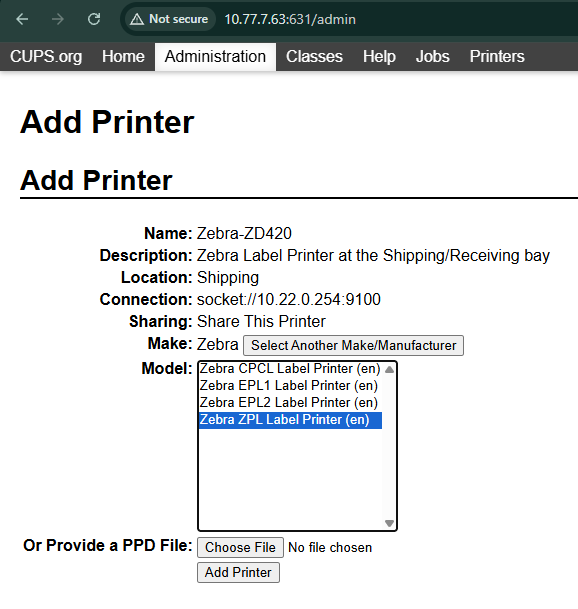 Not secure 10.77.7.63:631/admin
CUPS.org Home Administration Classes Help Jobs Printers
Add Printer
Add Printer
Name: Zebra-ZD420
Description: Zebra Label Printer at the Shipping/Receiving bay
Location: Shipping
Connection: socket://10.22.0.254:9100
Sharing: Share This Printer
Make: Zebra Select Another Make/Manufacturer
Model: Zebra CPCL Label Printer (en)
Zebra EPL1 Label Printer (en)
Zebra EPL2 Label Printer (en)
Zebra ZPL Label Printer (en)
Or Provide a PPD File: Choose File No file chosen
Add Printer